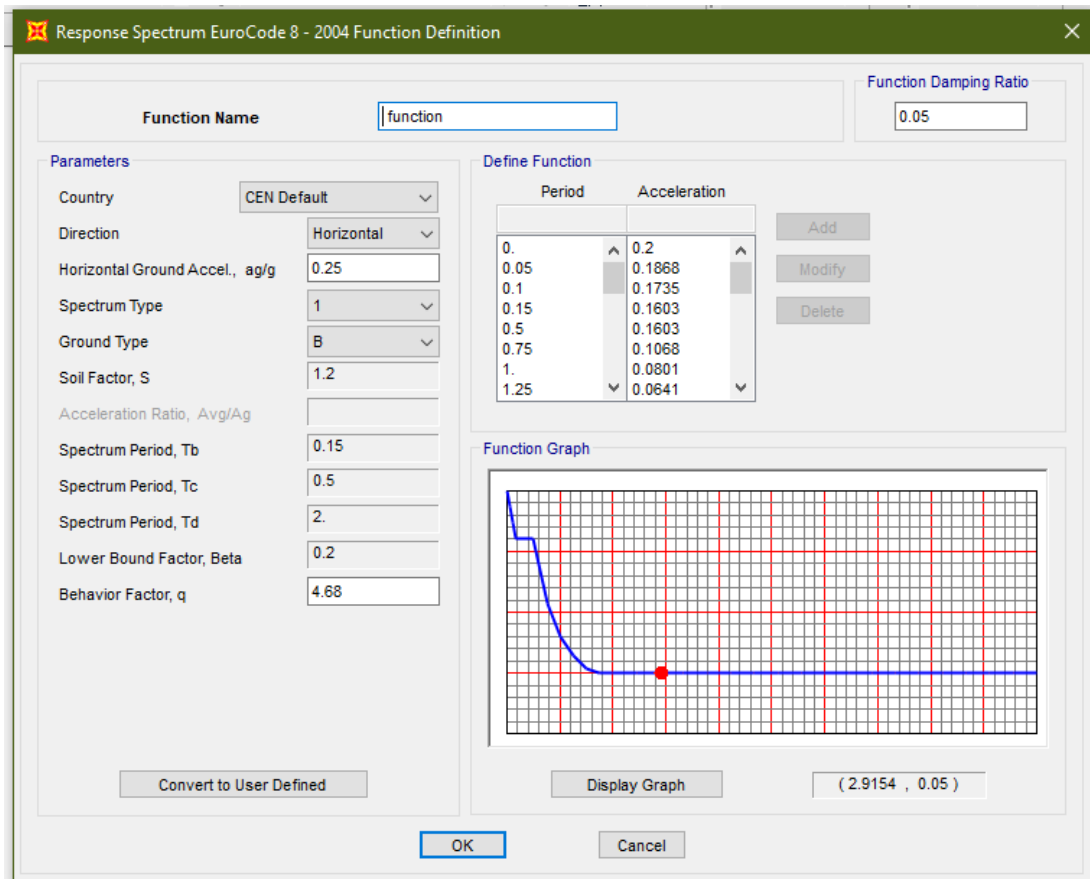 Response Spectrum EuroCode 8 - 2004 Function Definition
Function Damping Ratio
Function Name
function
0.05
Parameters
Country
CEN Default
Direction
Horizontal
Horizontal Ground Accel., ag/g
0.25
Spectrum Type
1
Ground Type
B
Soil Factor, S
1.2
Acceleration Ratio, Avg/Ag
Spectrum Period, Tb
0.15
Spectrum Period, Tc
0.5
Spectrum Period, Td
2.
Lower Bound Factor, Beta
0.2
Behavior Factor, q
4.68
Convert to User Defined
Define Function
Period Acceleration
0. 0.2
0.05 0.1868
0.1 0.1735
0.15 0.1603
0.5 0.1603
0.75 0.1068
1. 0.0801
1.25 0.0641
Add
Modify
Delete
Function Graph
Display Graph
( 2.9154 , 0.05 )
OK
Cancel